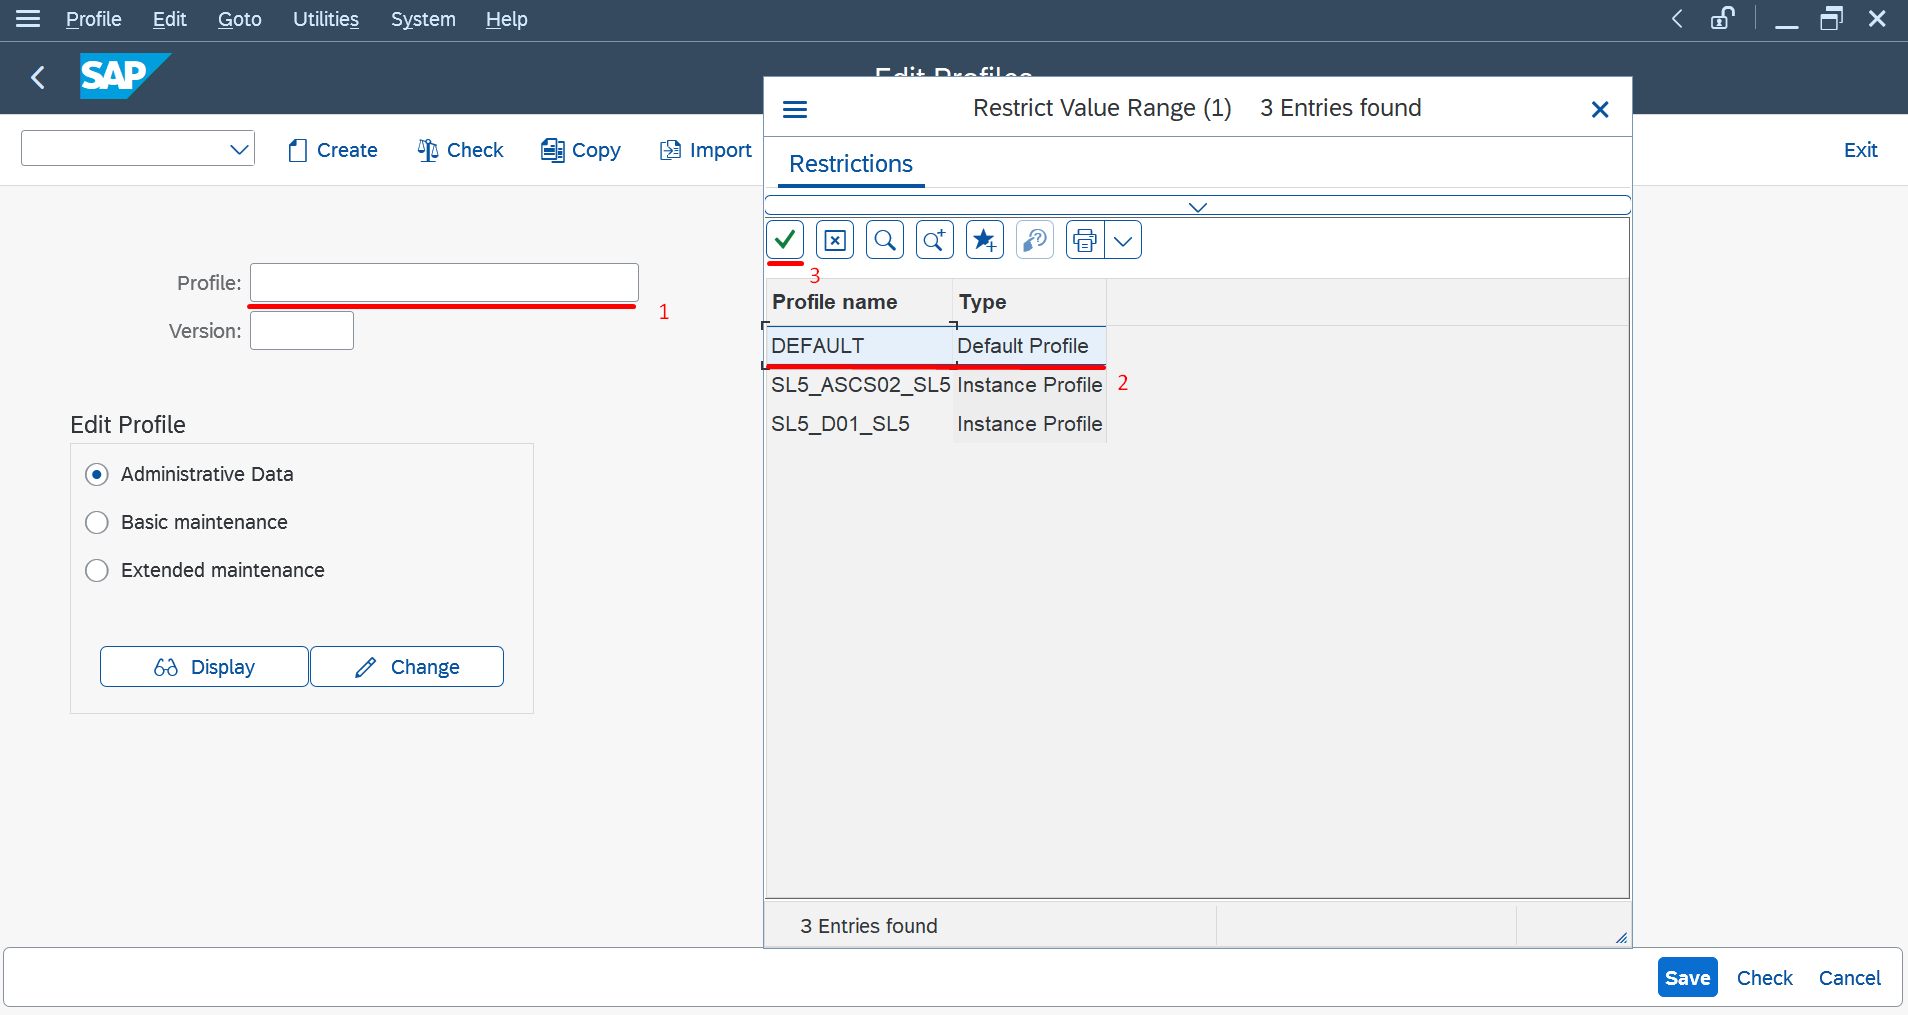 Profile Edit Goto Utilities System Help
SAP
Restrict Value Range (1) 3 Entries found
Create Check Copy Import Exit
Restrictions
3
Profile:
1
Version:
Profile name Type
DEFAULT Default Profile
SL5_ASCS02_SL5 Instance Profile
2
SL5_D01_SL5 Instance Profile
Edit Profile
Administrative Data
Basic maintenance
Extended maintenance
Display Change
3 Entries found
Save Check Cancel